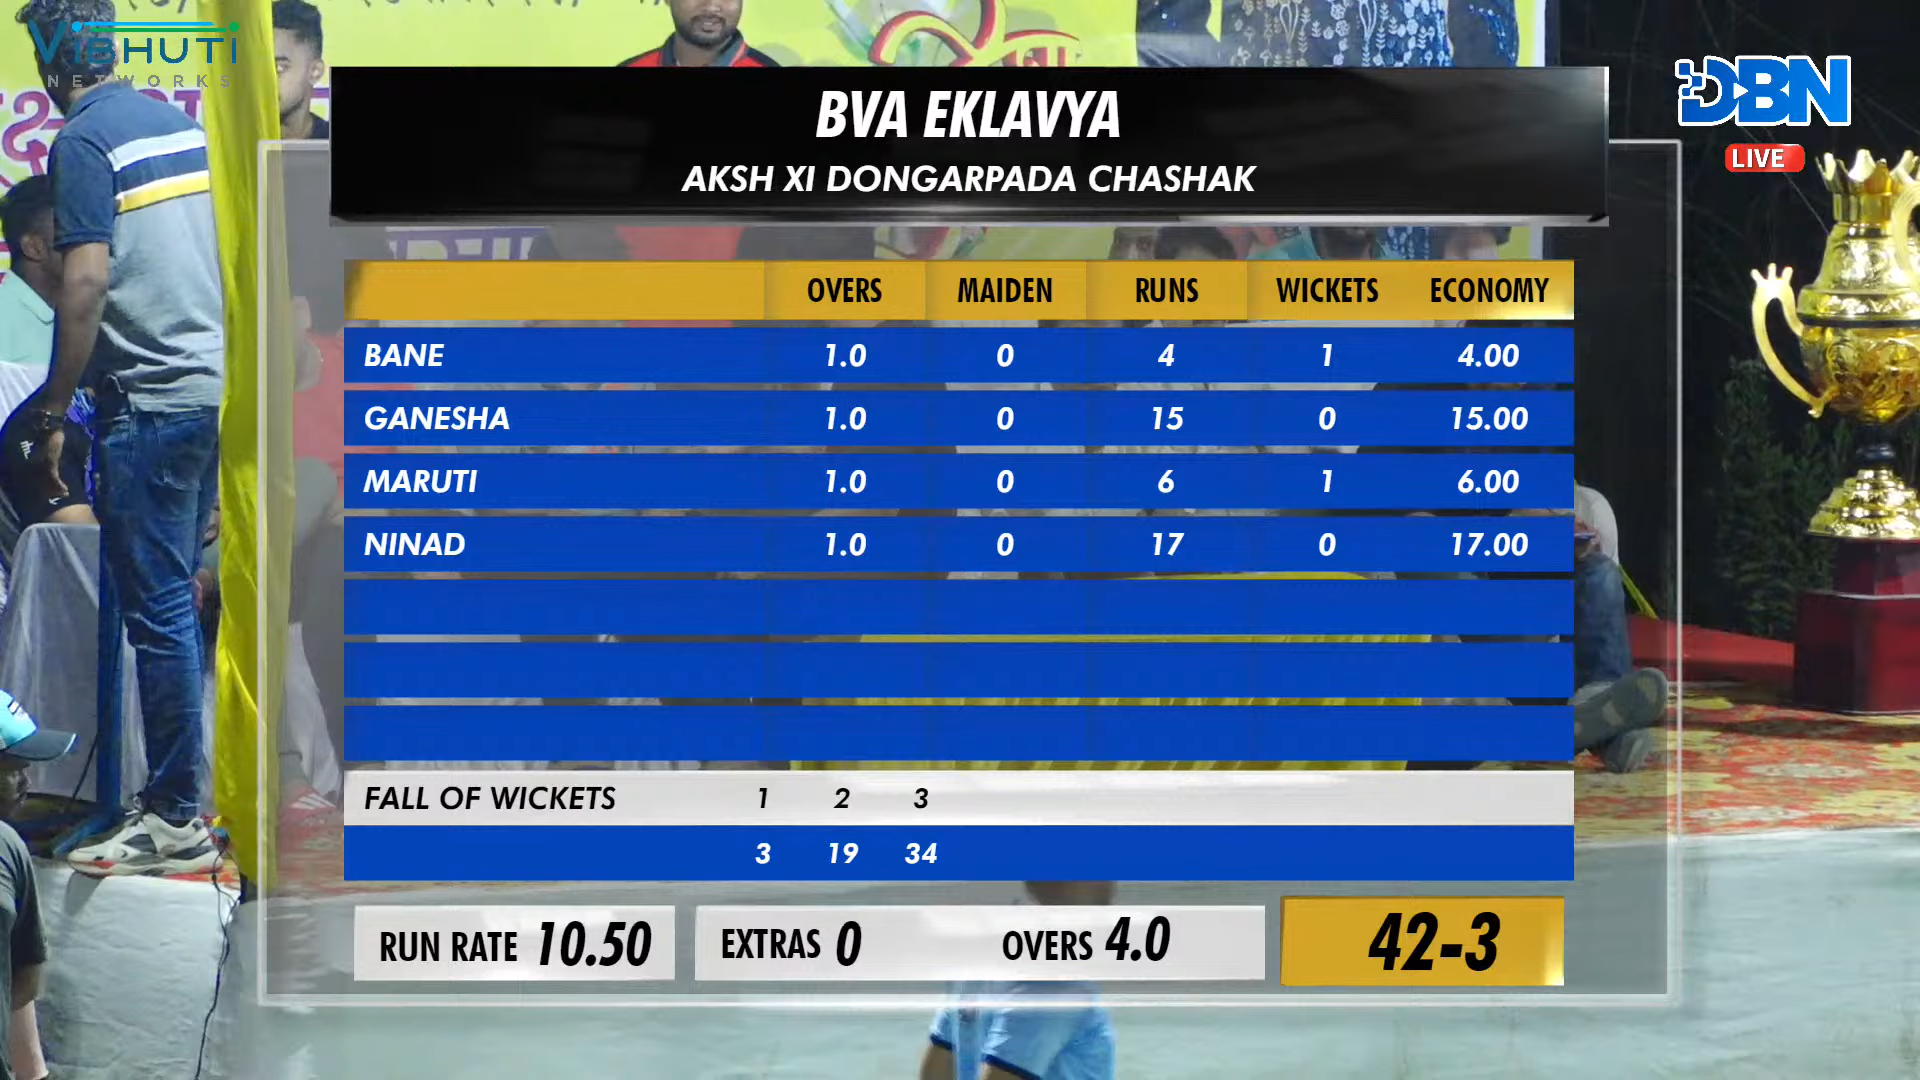 VIBHUTI
NETWORKS
DBN
LIVE
BVA EKLAVYA
AKSH XI DONGARPADA CHASHAK
OVERS MAIDEN RUNS WICKETS ECONOMY
BANE 1.0 0 4 1 4.00
GANESHA 1.0 0 15 0 15.00
MARUTI 1.0 0 6 1 6.00
NINAD 1.0 0 17 0 17.00
FALL OF WICKETS 1 2 3
3 19 34
RUN RATE 10.50 EXTRAS 0 OVERS 4.0 42-3